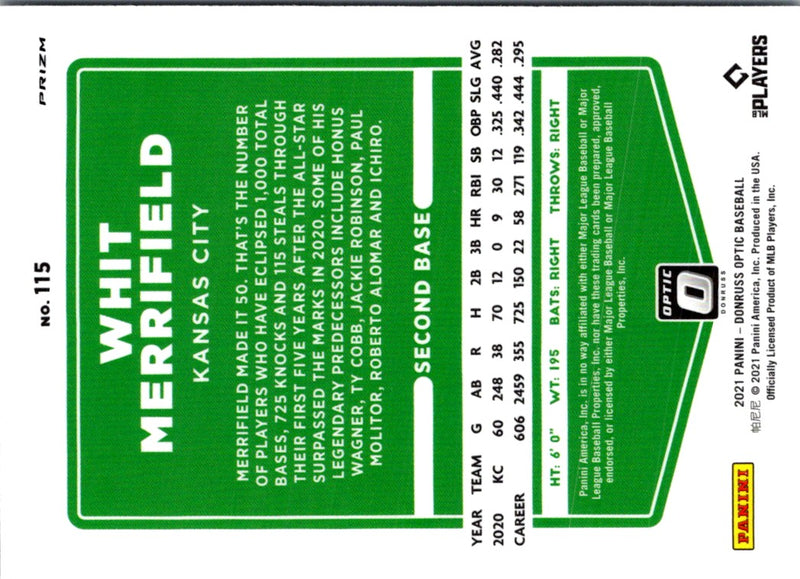 PRIZM
NO. 115
WHIT
MERRIFIELD
KANSAS CITY
MERRIFIELD MADE IT 50. THAT'S THE NUMBER
OF PLAYERS WHO HAVE ECLIPSED 1,000 TOTAL
BASES, 725 KNOCKS AND 115 STEALS THROUGH
THEIR FIRST FIVE YEARS AFTER THE ALL-STAR
SURPASSED THE MARKS IN 2020. SOME OF HIS
LEGENDARY PREDECESSORS INCLUDE HONUS
WAGNER, TY COBB, JACKIE ROBINSON, PAUL
MOLITOR, ROBERTO ALOMAR AND ICHIRO.
SECOND BASE
YEAR TEAM G AB R H 2B 3B HR RBI SB OBP SLG AVG
2020 KC 60 248 38 70 12 0 9 30 12 .325 .440 .282
CAREER 606 2459 355 725 150 22 58 271 119 .342 .444 .295
HT: 6' 0" WT: 195 BATS: RIGHT THROWS: RIGHT
Panini America, Inc. is in no way affiliated with either Major League Baseball or Major
League Baseball Properties, Inc. nor have these trading cards been prepared, approved,
endorsed, or licensed by either Major League Baseball or Major League Baseball
Properties, Inc.
OPTIC
DONRUSS
PANINI
2021 PANINI – DONRUSS OPTIC BASEBALL
帕尼尼 © 2021 Panini America, Inc. Produced in the USA.
Officially Licensed Product of MLB Players, Inc.
MLB PLAYERS